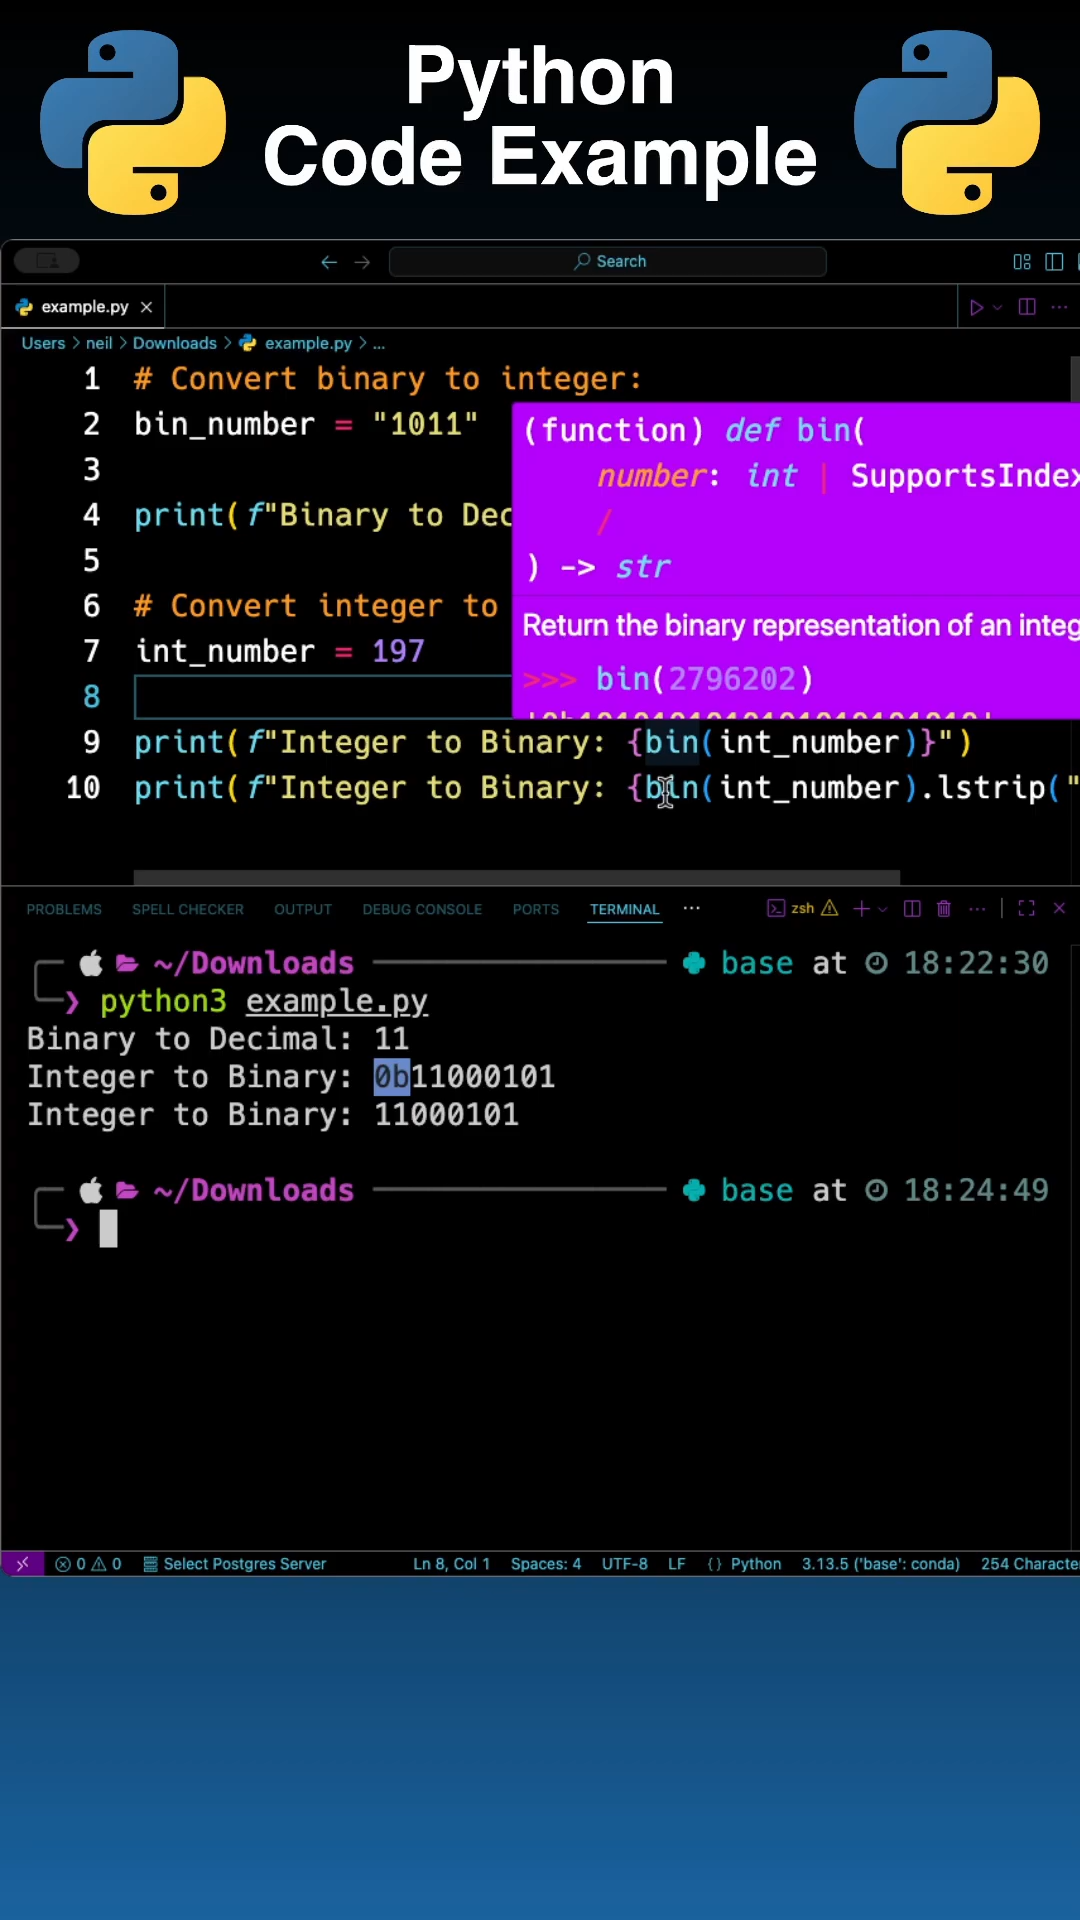 Python
Code Example
Search
example.py
Users > neil > Downloads > example.py > ...
1 # Convert binary to integer:
2 bin_number = "1011"
3
4 print(f"Binary to Dec
5
6 # Convert integer to
7 int_number = 197
8
9 print(f"Integer to Binary: {bin(int_number)}")
10 print(f"Integer to Binary: {bin(int_number).lstrip("
(function) def bin(
number: int | SupportsIndex
/
) -> str
Return the binary representation of an integ
>>> bin(2796202)
PROBLEMS SPELL CHECKER OUTPUT DEBUG CONSOLE PORTS TERMINAL ... zsh
~/Downloads base at 18:22:30
❯ python3 example.py
Binary to Decimal: 11
Integer to Binary: 0b11000101
Integer to Binary: 11000101
~/Downloads base at 18:24:49
❯
0 0 Select Postgres Server Ln 8, Col 1 Spaces: 4 UTF-8 LF {} Python 3.13.5 ('base': conda) 254 Characte